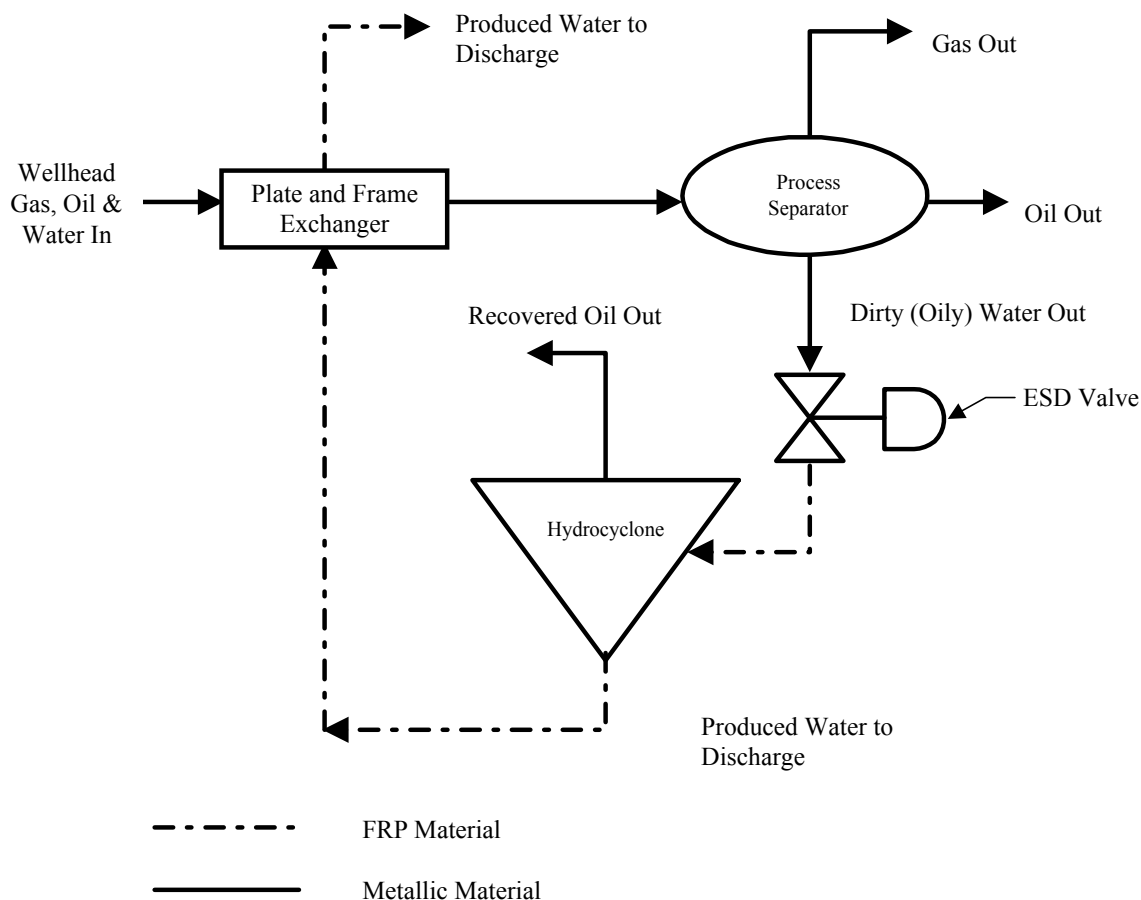 Produced Water to
Discharge
Gas Out
Wellhead
Gas, Oil &
Water In
Plate and Frame
Exchanger
Process
Separator
Oil Out
Recovered Oil Out
Dirty (Oily) Water Out
ESD Valve
Hydrocyclone
Produced Water to
Discharge
FRP Material
Metallic Material